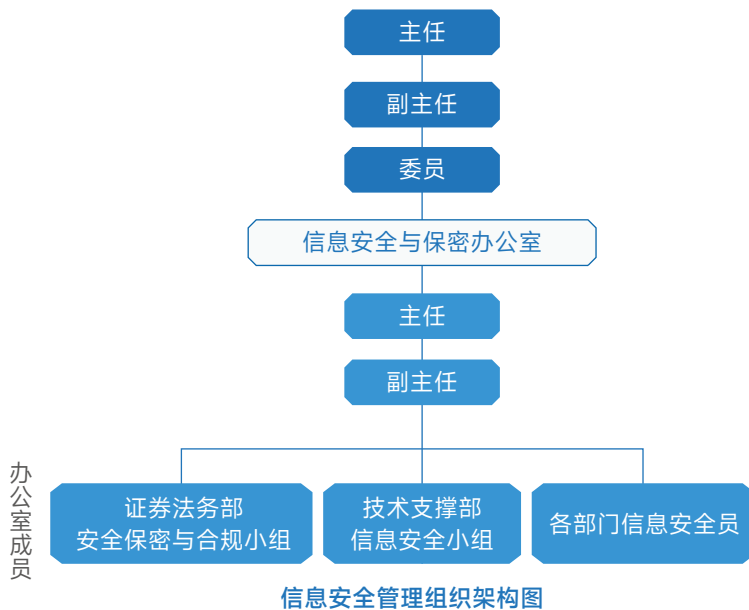 主任
副主任
委员
信息安全与保密办公室
主任
副主任
办公室成员
证券法务部
安全保密与合规小组
技术支撑部
信息安全小组
各部门信息安全员
信息安全管理组织架构图